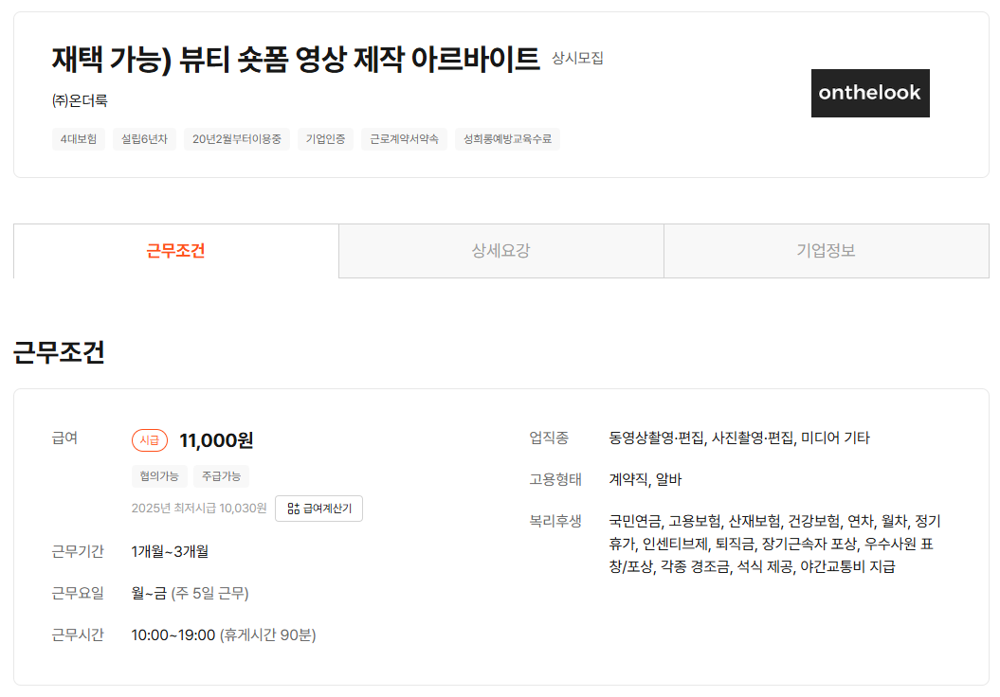 재택 가능) 뷰티 숏폼 영상 제작 아르바이트 상시모집
㈜온더룩
onthelook
4대보험 설립6년차 20년2월부터이용중 기업인증 근로계약서약속 성희롱예방교육수료
근무조건 상세요강 기업정보
근무조건
급여 시급 11,000원
협의가능 주급가능
2025년 최저시급 10,030원 급여계산기
근무기간 1개월~3개월
근무요일 월~금 (주 5일 근무)
근무시간 10:00~19:00 (휴게시간 90분)
업직종 동영상촬영·편집, 사진촬영·편집, 미디어 기타
고용형태 계약직, 알바
복리후생 국민연금, 고용보험, 산재보험, 건강보험, 연차, 월차, 정기
휴가, 인센티브제, 퇴직금, 장기근속자 포상, 우수사원 표
창/포상, 각종 경조금, 석식 제공, 야간교통비 지급